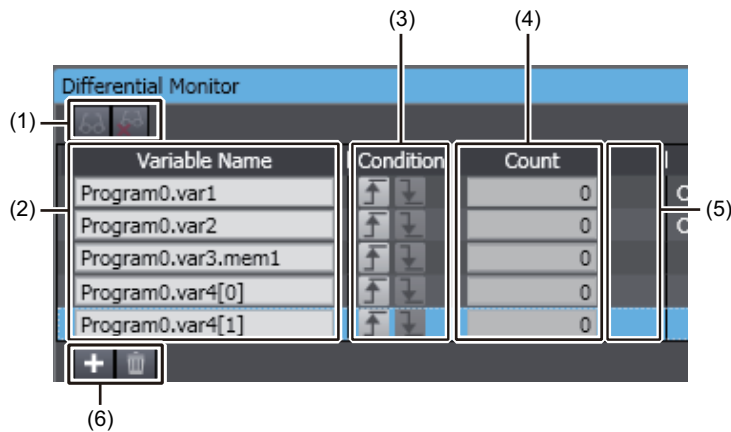 (3) (4)
Differential Monitor
(1)
Variable Name Condition Count
(2) (5)
Program0.var1 0
Program0.var2 0
Program0.var3.mem1 0
Program0.var4[0] 0
Program0.var4[1] 0
(6)